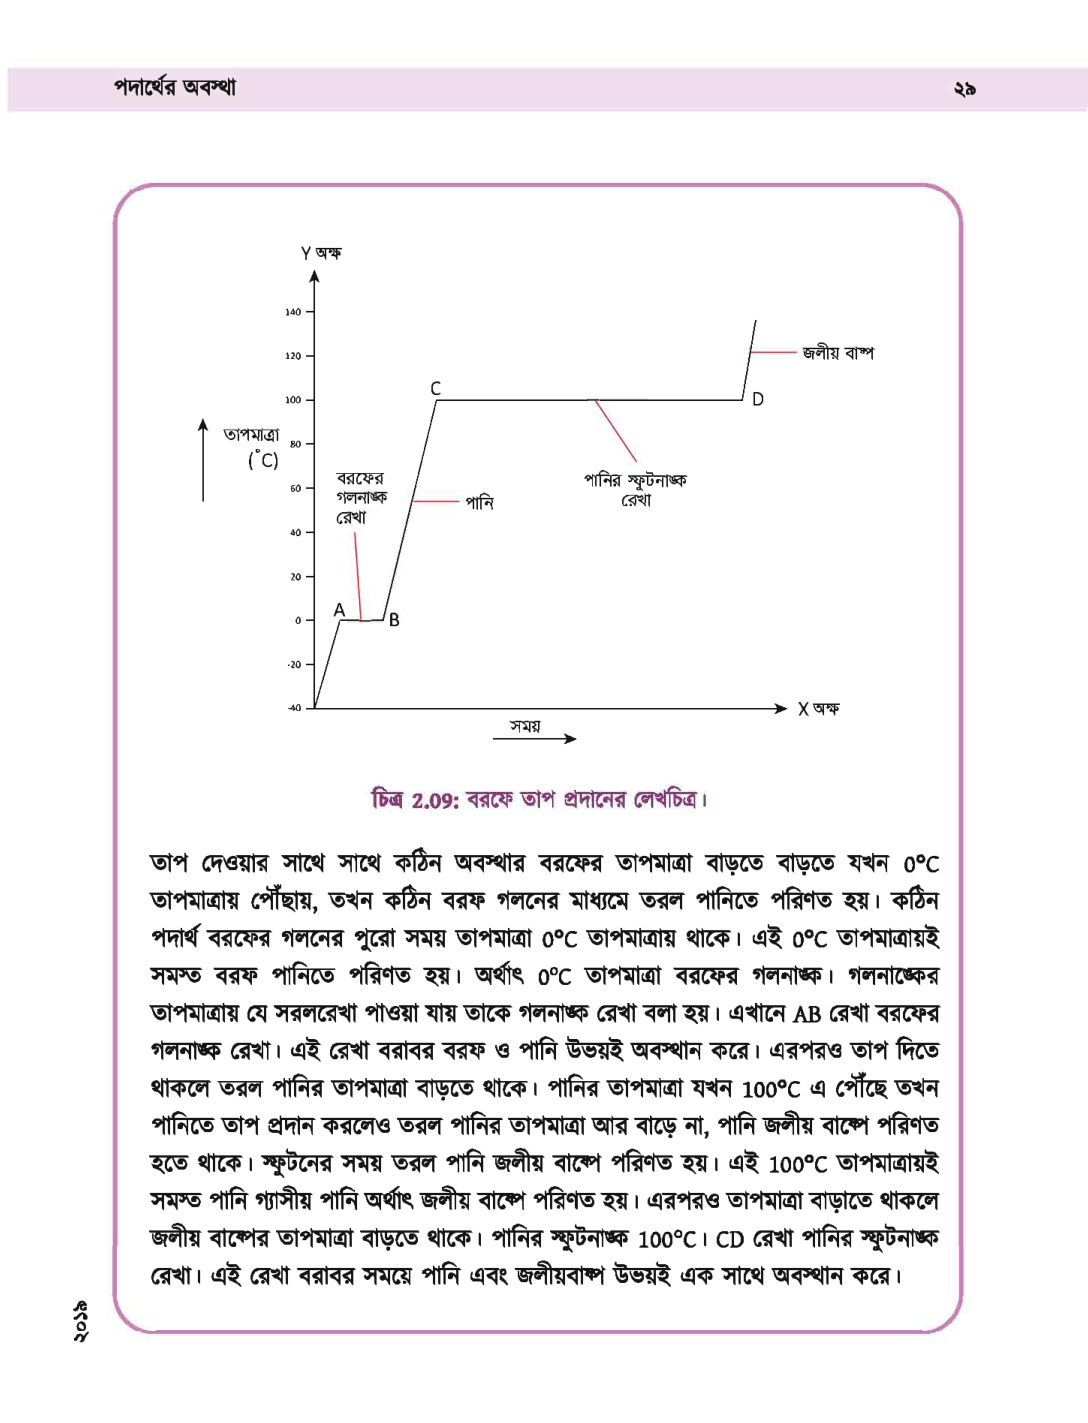 পদার্থের অবস্থা ২৯
Y অক্ষ
140
120
100
80
60
40
20
0
-20
-40
তাপমাত্রা
(°C)
বরফের
গলনাঙ্ক
রেখা
A
B
C
D
পানি
পানির স্ফুটনাঙ্ক
রেখা
জলীয় বাষ্প
X অক্ষ
সময়
চিত্র 2.09: বরফে তাপ প্রদানের লেখচিত্র।
তাপ দেওয়ার সাথে সাথে কঠিন অবস্থার বরফের তাপমাত্রা বাড়তে বাড়তে যখন 0°C
তাপমাত্রায় পৌঁছায়, তখন কঠিন বরফ গলনের মাধ্যমে তরল পানিতে পরিণত হয়। কঠিন
পদার্থ বরফের গলনের পুরো সময় তাপমাত্রা 0°C তাপমাত্রায় থাকে। এই 0°C তাপমাত্রায়ই
সমস্ত বরফ পানিতে পরিণত হয়। অর্থাৎ 0°C তাপমাত্রা বরফের গলনাঙ্ক। গলনাঙ্কের
তাপমাত্রায় যে সরলরেখা পাওয়া যায় তাকে গলনাঙ্ক রেখা বলা হয়। এখানে AB রেখা বরফের
গলনাঙ্ক রেখা। এই রেখা বরাবর বরফ ও পানি উভয়ই অবস্থান করে। এরপরও তাপ দিতে
থাকলে তরল পানির তাপমাত্রা বাড়তে থাকে। পানির তাপমাত্রা যখন 100°C এ পৌঁছে তখন
পানিতে তাপ প্রদান করলেও তরল পানির তাপমাত্রা আর বাড়ে না, পানি জলীয় বাষ্পে পরিণত
হতে থাকে। স্ফুটনের সময় তরল পানি জলীয় বাষ্পে পরিণত হয়। এই 100°C তাপমাত্রায়ই
সমস্ত পানি গ্যাসীয় পানি অর্থাৎ জলীয় বাষ্পে পরিণত হয়। এরপরও তাপমাত্রা বাড়াতে থাকলে
জলীয় বাষ্পের তাপমাত্রা বাড়তে থাকে। পানির স্ফুটনাঙ্ক 100°C। CD রেখা পানির স্ফুটনাঙ্ক
রেখা। এই রেখা বরাবর সময়ে পানি এবং জলীয়বাষ্প উভয়ই এক সাথে অবস্থান করে।
২০১৯